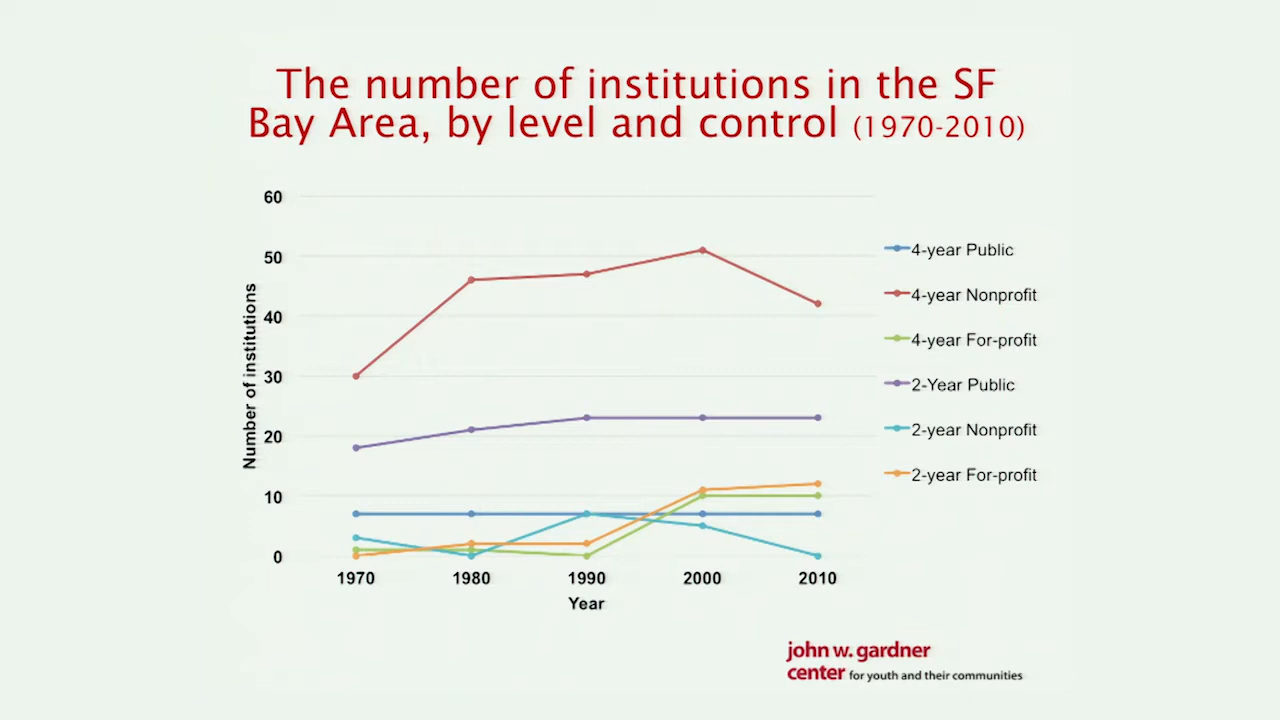 The number of institutions in the SF
Bay Area, by level and control (1970-2010)
60
50
40
30
20
10
0
Number of institutions
1970 1980 1990 2000 2010
Year
4-year Public
4-year Nonprofit
4-year For-profit
2-Year Public
2-year Nonprofit
2-year For-profit
john w. gardner
center for youth and their communities